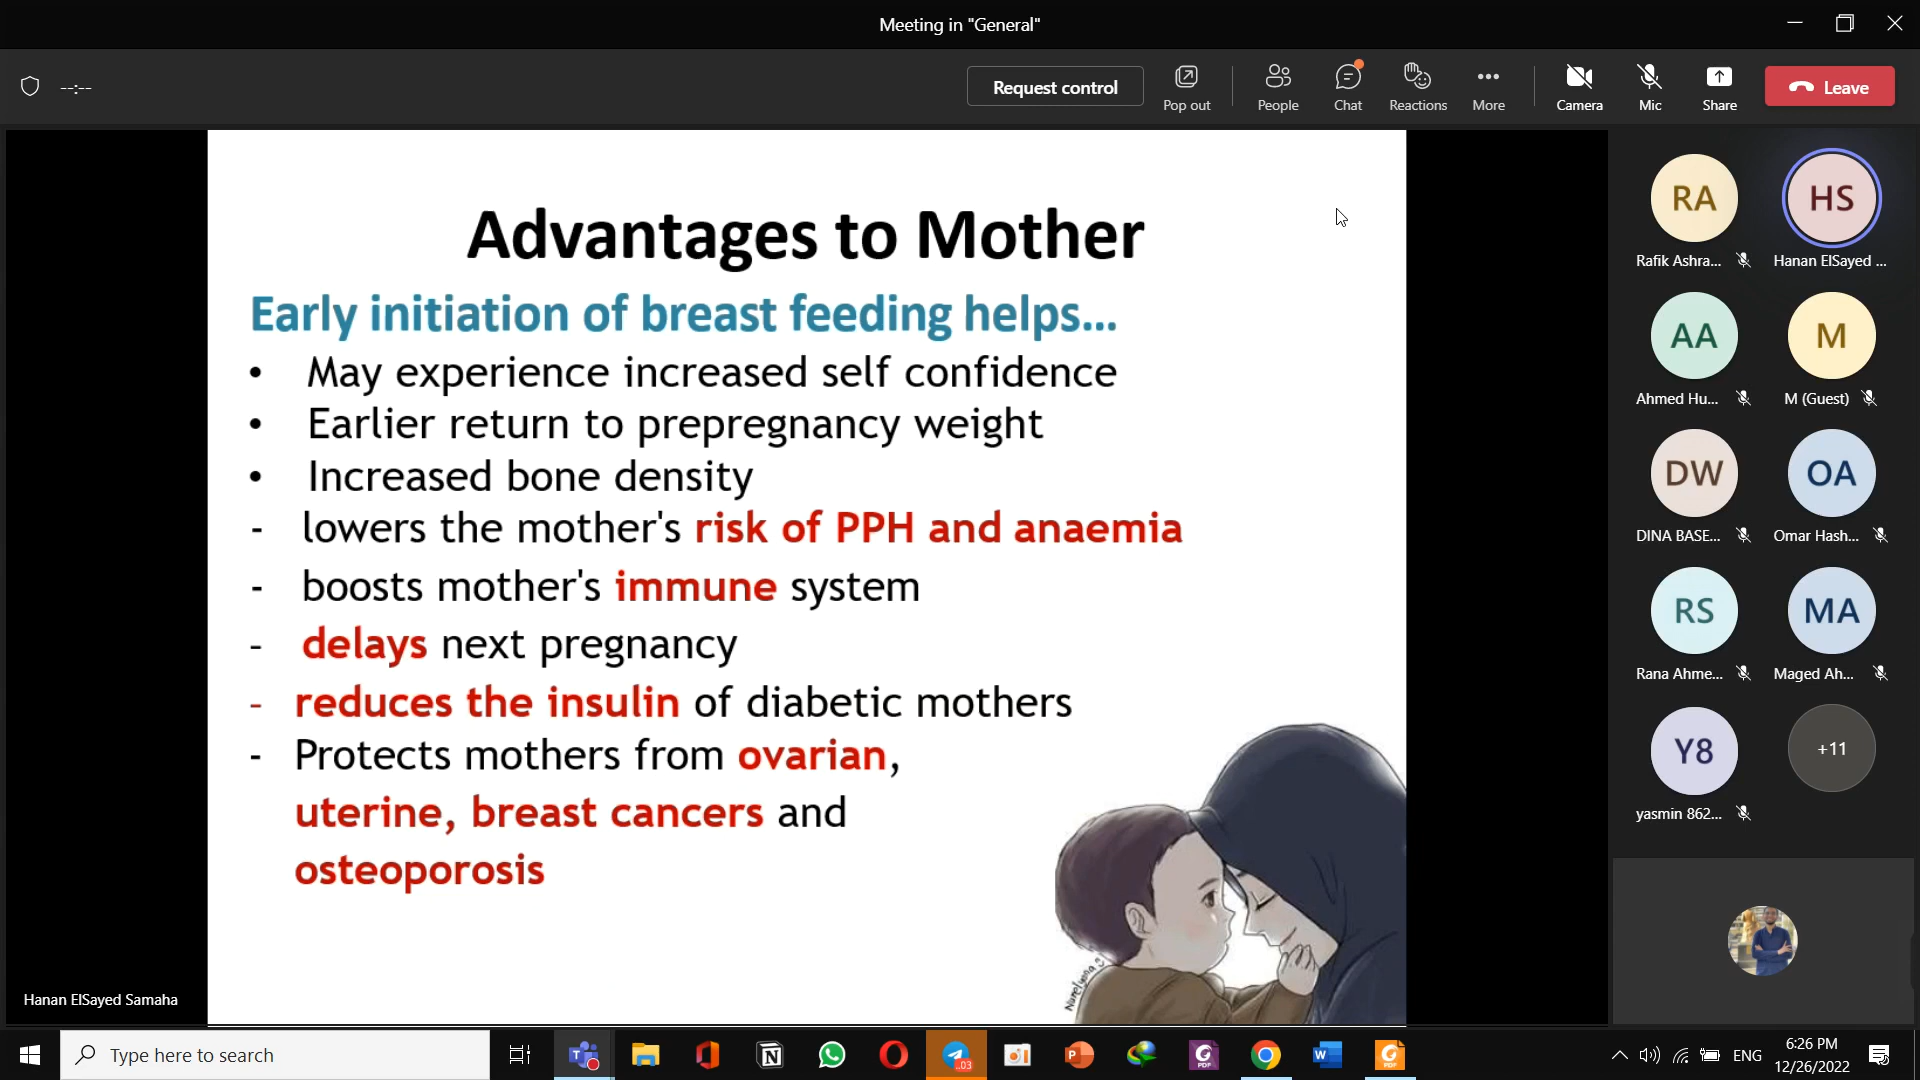 Meeting in "General"
--:--
Request control
Pop out
People
Chat
Reactions
More
Camera
Mic
Share
Leave
Advantages to Mother
Early initiation of breast feeding helps...
• May experience increased self confidence
• Earlier return to prepregnancy weight
• Increased bone density
- lowers the mother's risk of PPH and anaemia
- boosts mother's immune system
- delays next pregnancy
- reduces the insulin of diabetic mothers
- Protects mothers from ovarian,
uterine, breast cancers and
osteoporosis
Hanan ElSayed Samaha
RA
Rafik Ashra...
HS
Hanan ElSayed ...
AA
Ahmed Hu...
M
M (Guest)
DW
DINA BASE...
OA
Omar Hash...
RS
Rana Ahme...
MA
Maged Ah...
Y8
yasmin 862...
+11
Type here to search
..03
ENG
6:26 PM
12/26/2022